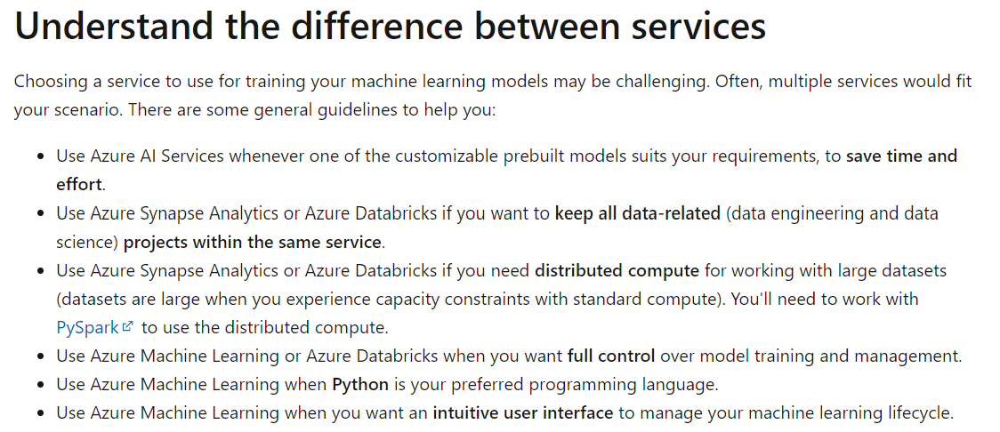 Understand the difference between services
Choosing a service to use for training your machine learning models may be challenging. Often, multiple services would fit
your scenario. There are some general guidelines to help you:
• Use Azure AI Services whenever one of the customizable prebuilt models suits your requirements, to save time and
effort.
• Use Azure Synapse Analytics or Azure Databricks if you want to keep all data-related (data engineering and data
science) projects within the same service.
• Use Azure Synapse Analytics or Azure Databricks if you need distributed compute for working with large datasets
(datasets are large when you experience capacity constraints with standard compute). You'll need to work with
PySpark to use the distributed compute.
• Use Azure Machine Learning or Azure Databricks when you want full control over model training and management.
• Use Azure Machine Learning when Python is your preferred programming language.
• Use Azure Machine Learning when you want an intuitive user interface to manage your machine learning lifecycle.